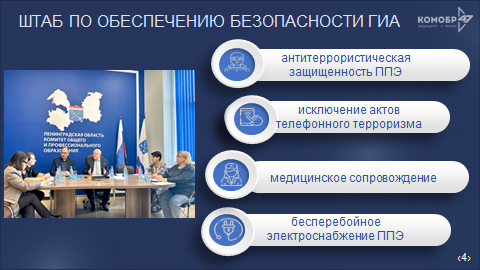 ШТАБ ПО ОБЕСПЕЧЕНИЮ БЕЗОПАСНОСТИ ГИА
КОМОБР
ЛЕНИНГРАДСКАЯ ОБЛАСТЬ
КОМИТЕТ ОБЩЕГО
И ПРОФЕССИОНАЛЬНОГО
ОБРАЗОВАНИЯ
антитеррористическая
защищенность ППЭ
исключение актов
телефонного терроризма
медицинское сопровождение
бесперебойное
электроснабжение ППЭ
‹4›